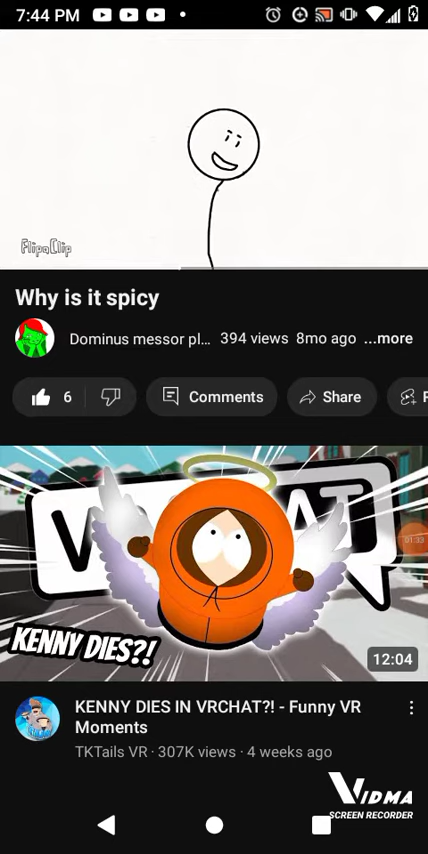 7:44 PM
FlipaClip
Why is it spicy
Dominus messor pl... 394 views 8mo ago ...more
6 Comments Share
01:33
KENNY DIES?!
12:04
KENNY DIES IN VRCHAT?! - Funny VR
Moments
TKTails VR · 307K views · 4 weeks ago
VIDMA
SCREEN RECORDER